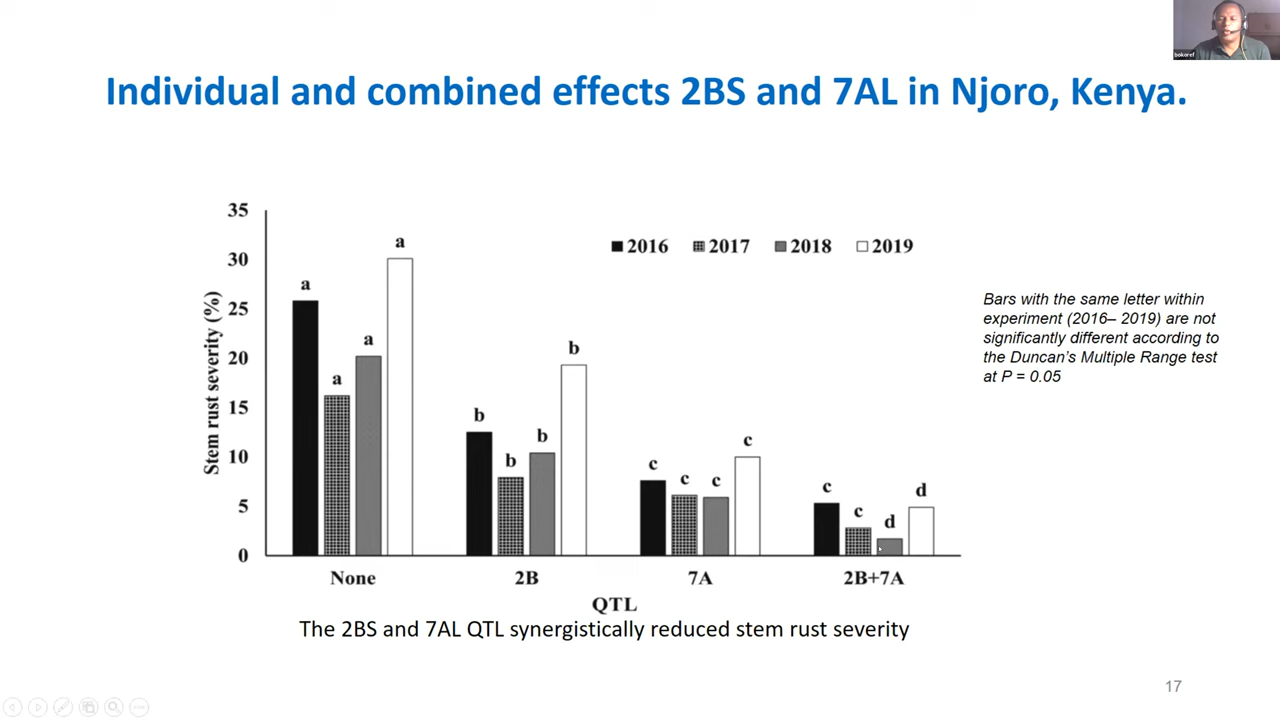 bokoref
Individual and combined effects 2BS and 7AL in Njoro, Kenya.
35
30
25
20
15
10
5
0
Stem rust severity (%)
2016 2017 2018 2019
a a a a
b b b b
c c c c
c c d d
None 2B 7A 2B+7A
QTL
Bars with the same letter within
experiment (2016– 2019) are not
significantly different according to
the Duncan's Multiple Range test
at P = 0.05
The 2BS and 7AL QTL synergistically reduced stem rust severity
17